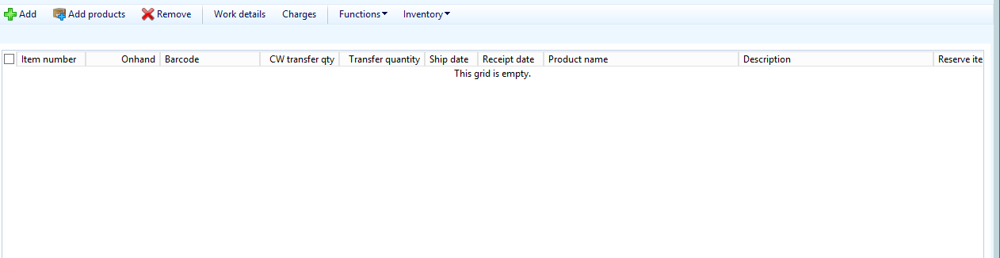 Add Add products Remove Work details Charges Functions Inventory
Item number Onhand Barcode CW transfer qty Transfer quantity Ship date Receipt date Product name Description Reserve ite
This grid is empty.